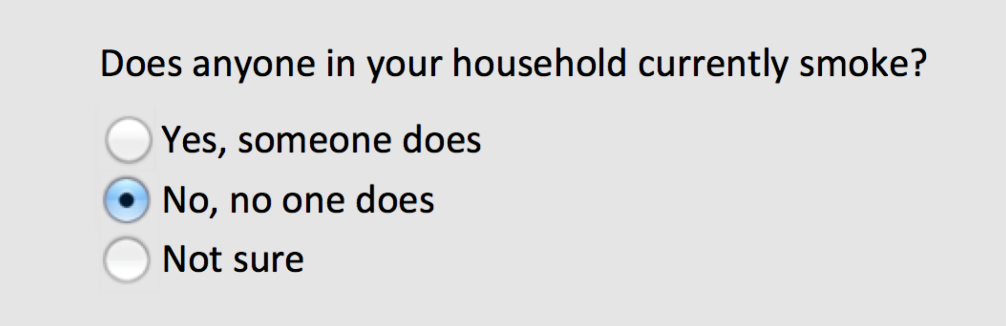 Does anyone in your household currently smoke?
Yes, someone does
No, no one does
Not sure